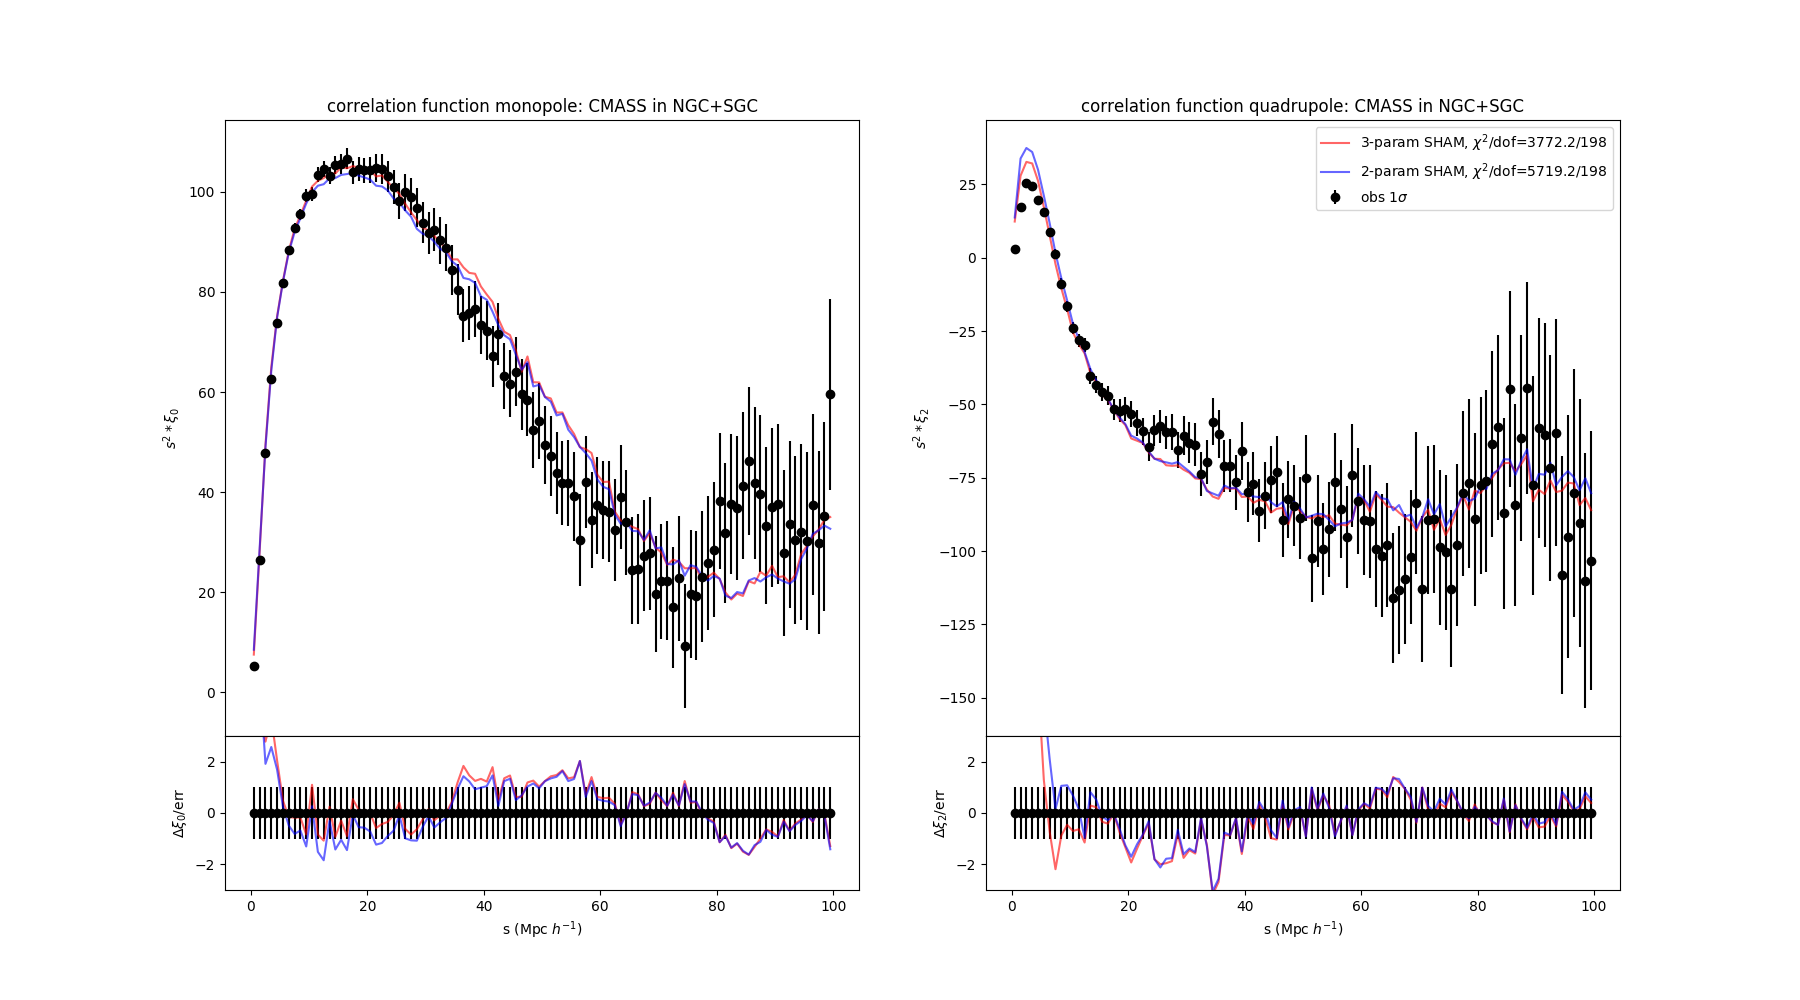 correlation function monopole: CMASS in NGC+SGC
s² * ξ₀
100
80
60
40
20
0
Δξ₀/err
2
0
−2
0 20 40 60 80 100
s (Mpc h⁻¹)
correlation function quadrupole: CMASS in NGC+SGC
3-param SHAM, χ²/dof=3772.2/198
2-param SHAM, χ²/dof=5719.2/198
obs 1σ
s² * ξ₂
25
0
−25
−50
−75
−100
−125
−150
Δξ₂/err
2
0
−2
0 20 40 60 80 100
s (Mpc h⁻¹)